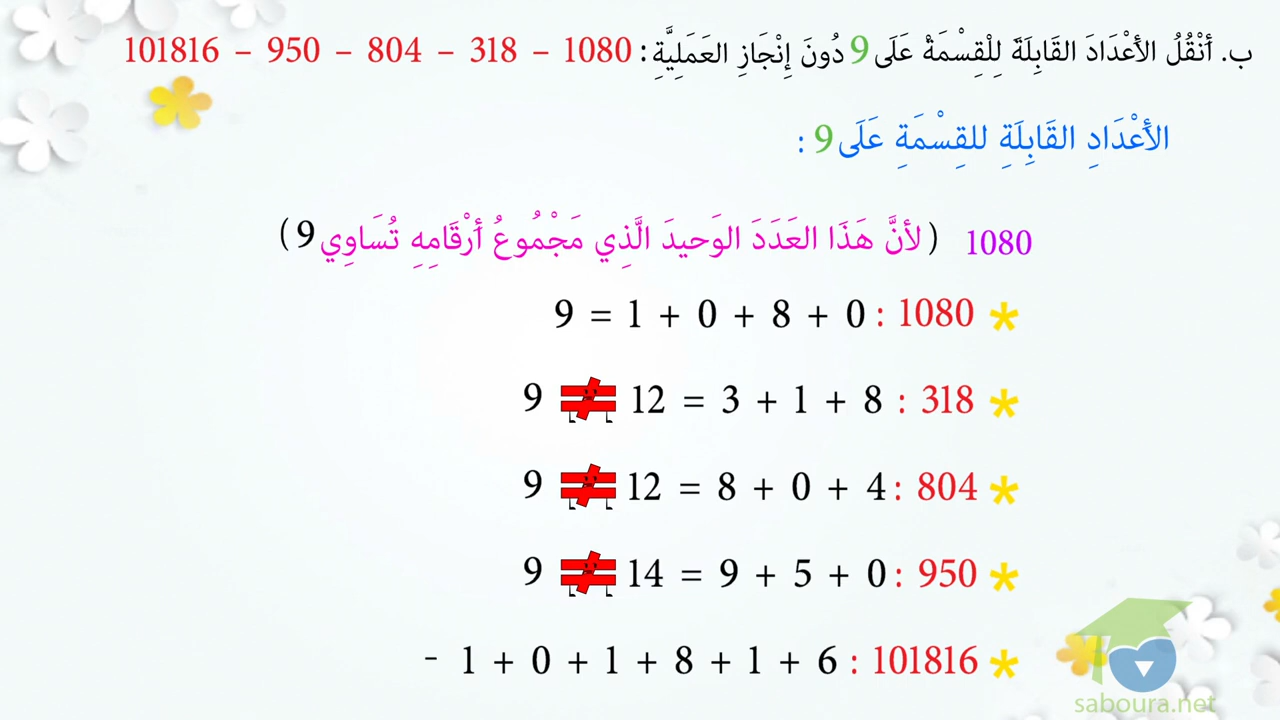 ب. أَنْقُلُ الأَعْدَادَ القَابِلَةَ لِلْقِسْمَةْ عَلَى 9 دُونَ إِنْجَازِ العَمَلِيَّةِ : 1080 – 318 – 804 – 950 – 101816
الأَعْدَادِ القَابِلَةِ للقِسْمَةِ عَلَى 9 :
1080 ( لأنَّ هَذَا العَدَدَ الوَحيدَ الَّذِي مَجْمُوعُ أَرْقَامِهِ تُسَاوِي 9 )
* 1080 : 9 = 1 + 0 + 8 + 0
* 318 : 9 ≠ 12 = 3 + 1 + 8
* 804 : 9 ≠ 12 = 8 + 0 + 4
* 950 : 9 ≠ 14 = 9 + 5 + 0
* 101816 : - 1 + 0 + 1 + 8 + 1 + 6
saboura.net